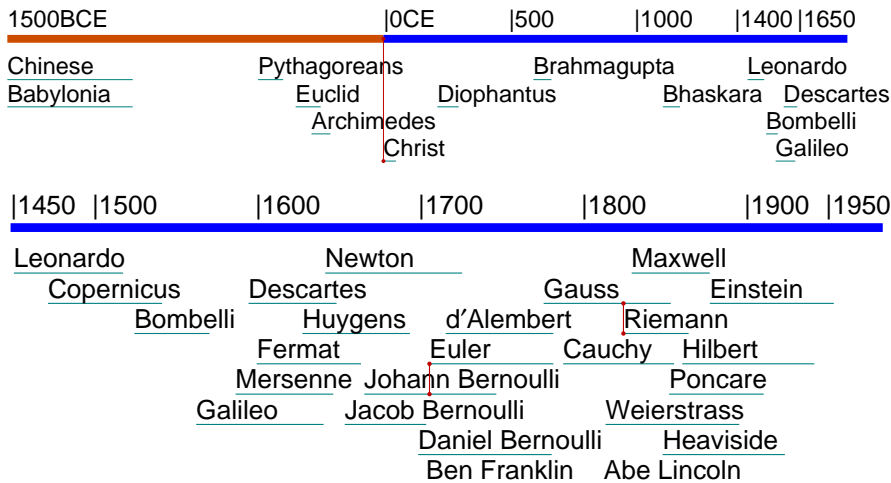 1500BCE |0CE |500 |1000 |1400 |1650
Chinese Pythagoreans Brahmagupta Leonardo
Babylonia Euclid Diophantus Bhaskara Descartes
Archimedes Bombelli
Christ Galileo
|1450 |1500 |1600 |1700 |1800 |1900 |1950
Leonardo Newton Maxwell
Copernicus Descartes Gauss Einstein
Bombelli Huygens d′Alembert Riemann
Fermat Euler Cauchy Hilbert
Mersenne Johann Bernoulli Poncare
Galileo Jacob Bernoulli Weierstrass
Daniel Bernoulli Heaviside
Ben Franklin Abe Lincoln